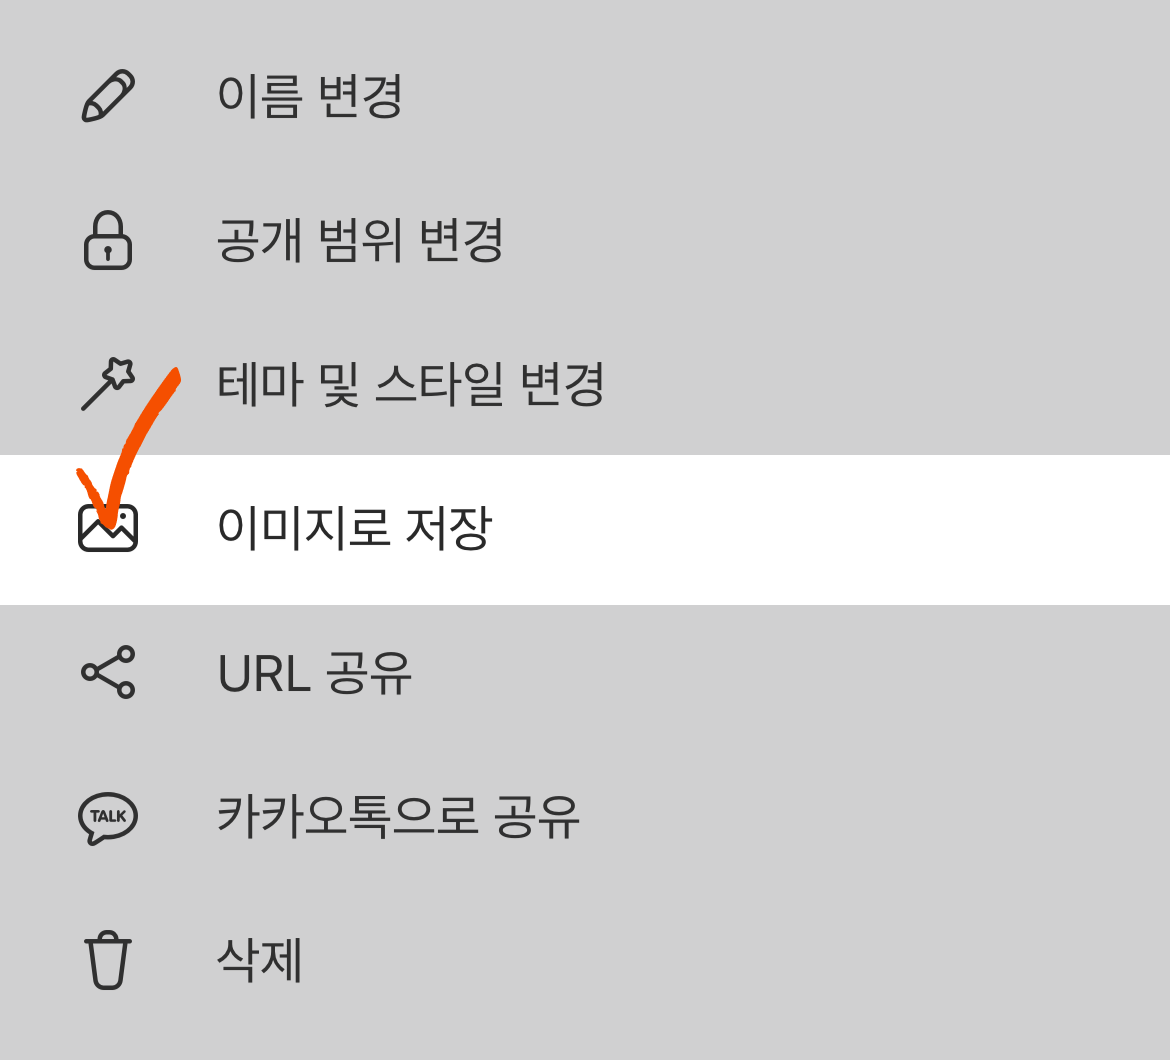 이름 변경
공개 범위 변경
테마 및 스타일 변경
이미지로 저장
URL 공유
TALK 카카오톡으로 공유
삭제